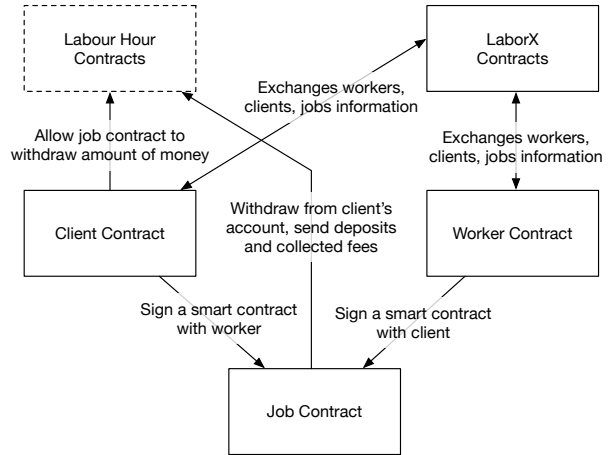 Labour Hour
Contracts
LaborX
Contracts
Exchanges workers,
clients, jobs information
Allow job contract to
withdraw amount of money
Exchanges workers,
clients, jobs information
Client Contract
Withdraw from client's
account, send deposits
and collected fees
Worker Contract
Sign a smart contract
with worker
Sign a smart contract
with client
Job Contract